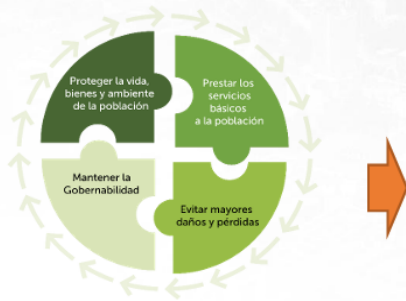 Proteger la vida,
bienes y ambiente
de la población
Prestar los
servicios
básicos
a la población
Mantener la
Gobernabilidad
Evitar mayores
daños y pérdidas